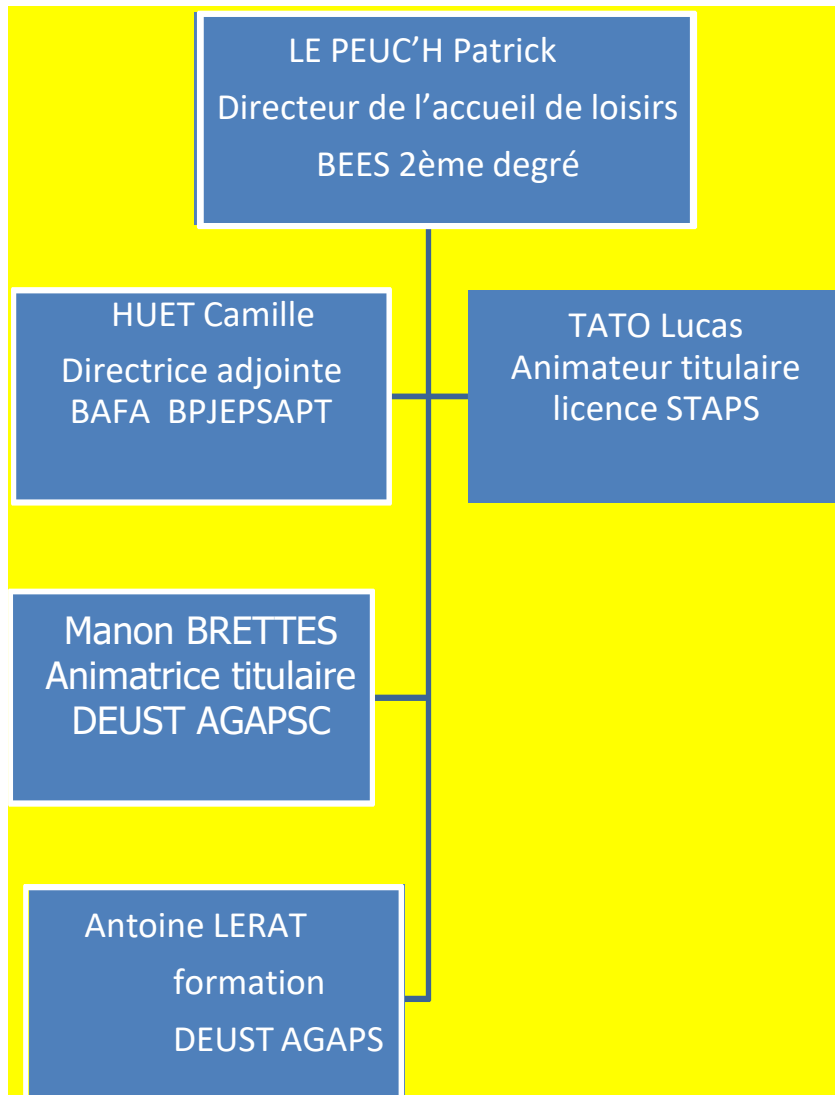 LE PEUC’H Patrick
Directeur de l’accueil de loisirs
BEES 2ème degré
HUET Camille
Directrice adjointe
BAFA BPJEPSAPT
TATO Lucas
Animateur titulaire
licence STAPS
Manon BRETTES
Animatrice titulaire
DEUST AGAPSC
Antoine LERAT
formation
DEUST AGAPS